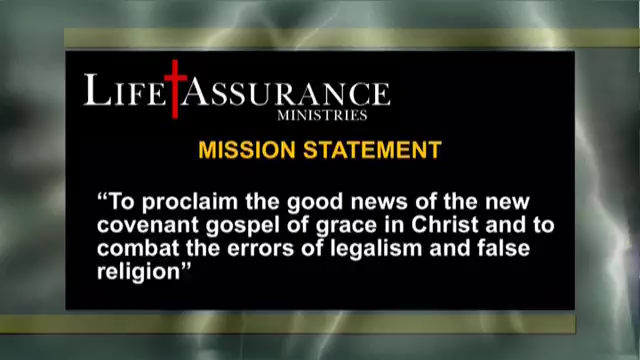 LIFE ASSURANCE
MINISTRIES
MISSION STATEMENT
“To proclaim the good news of the new
covenant gospel of grace in Christ and to
combat the errors of legalism and false
religion”